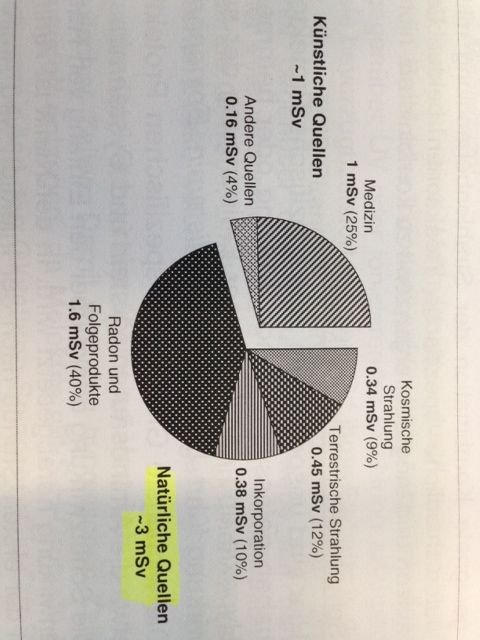 Künstliche Quellen
~1 mSv
Medizin
1 mSv (25%)
Andere Quellen
0.16 mSv (4%)
Kosmische
Strahlung
0.34 mSv (9%)
Terrestrische Strahlung
0.45 mSv (12%)
Inkorporation
0.38 mSv (10%)
Radon und
Folgeprodukte
1.6 mSv (40%)
Natürliche Quellen
~3 mSv